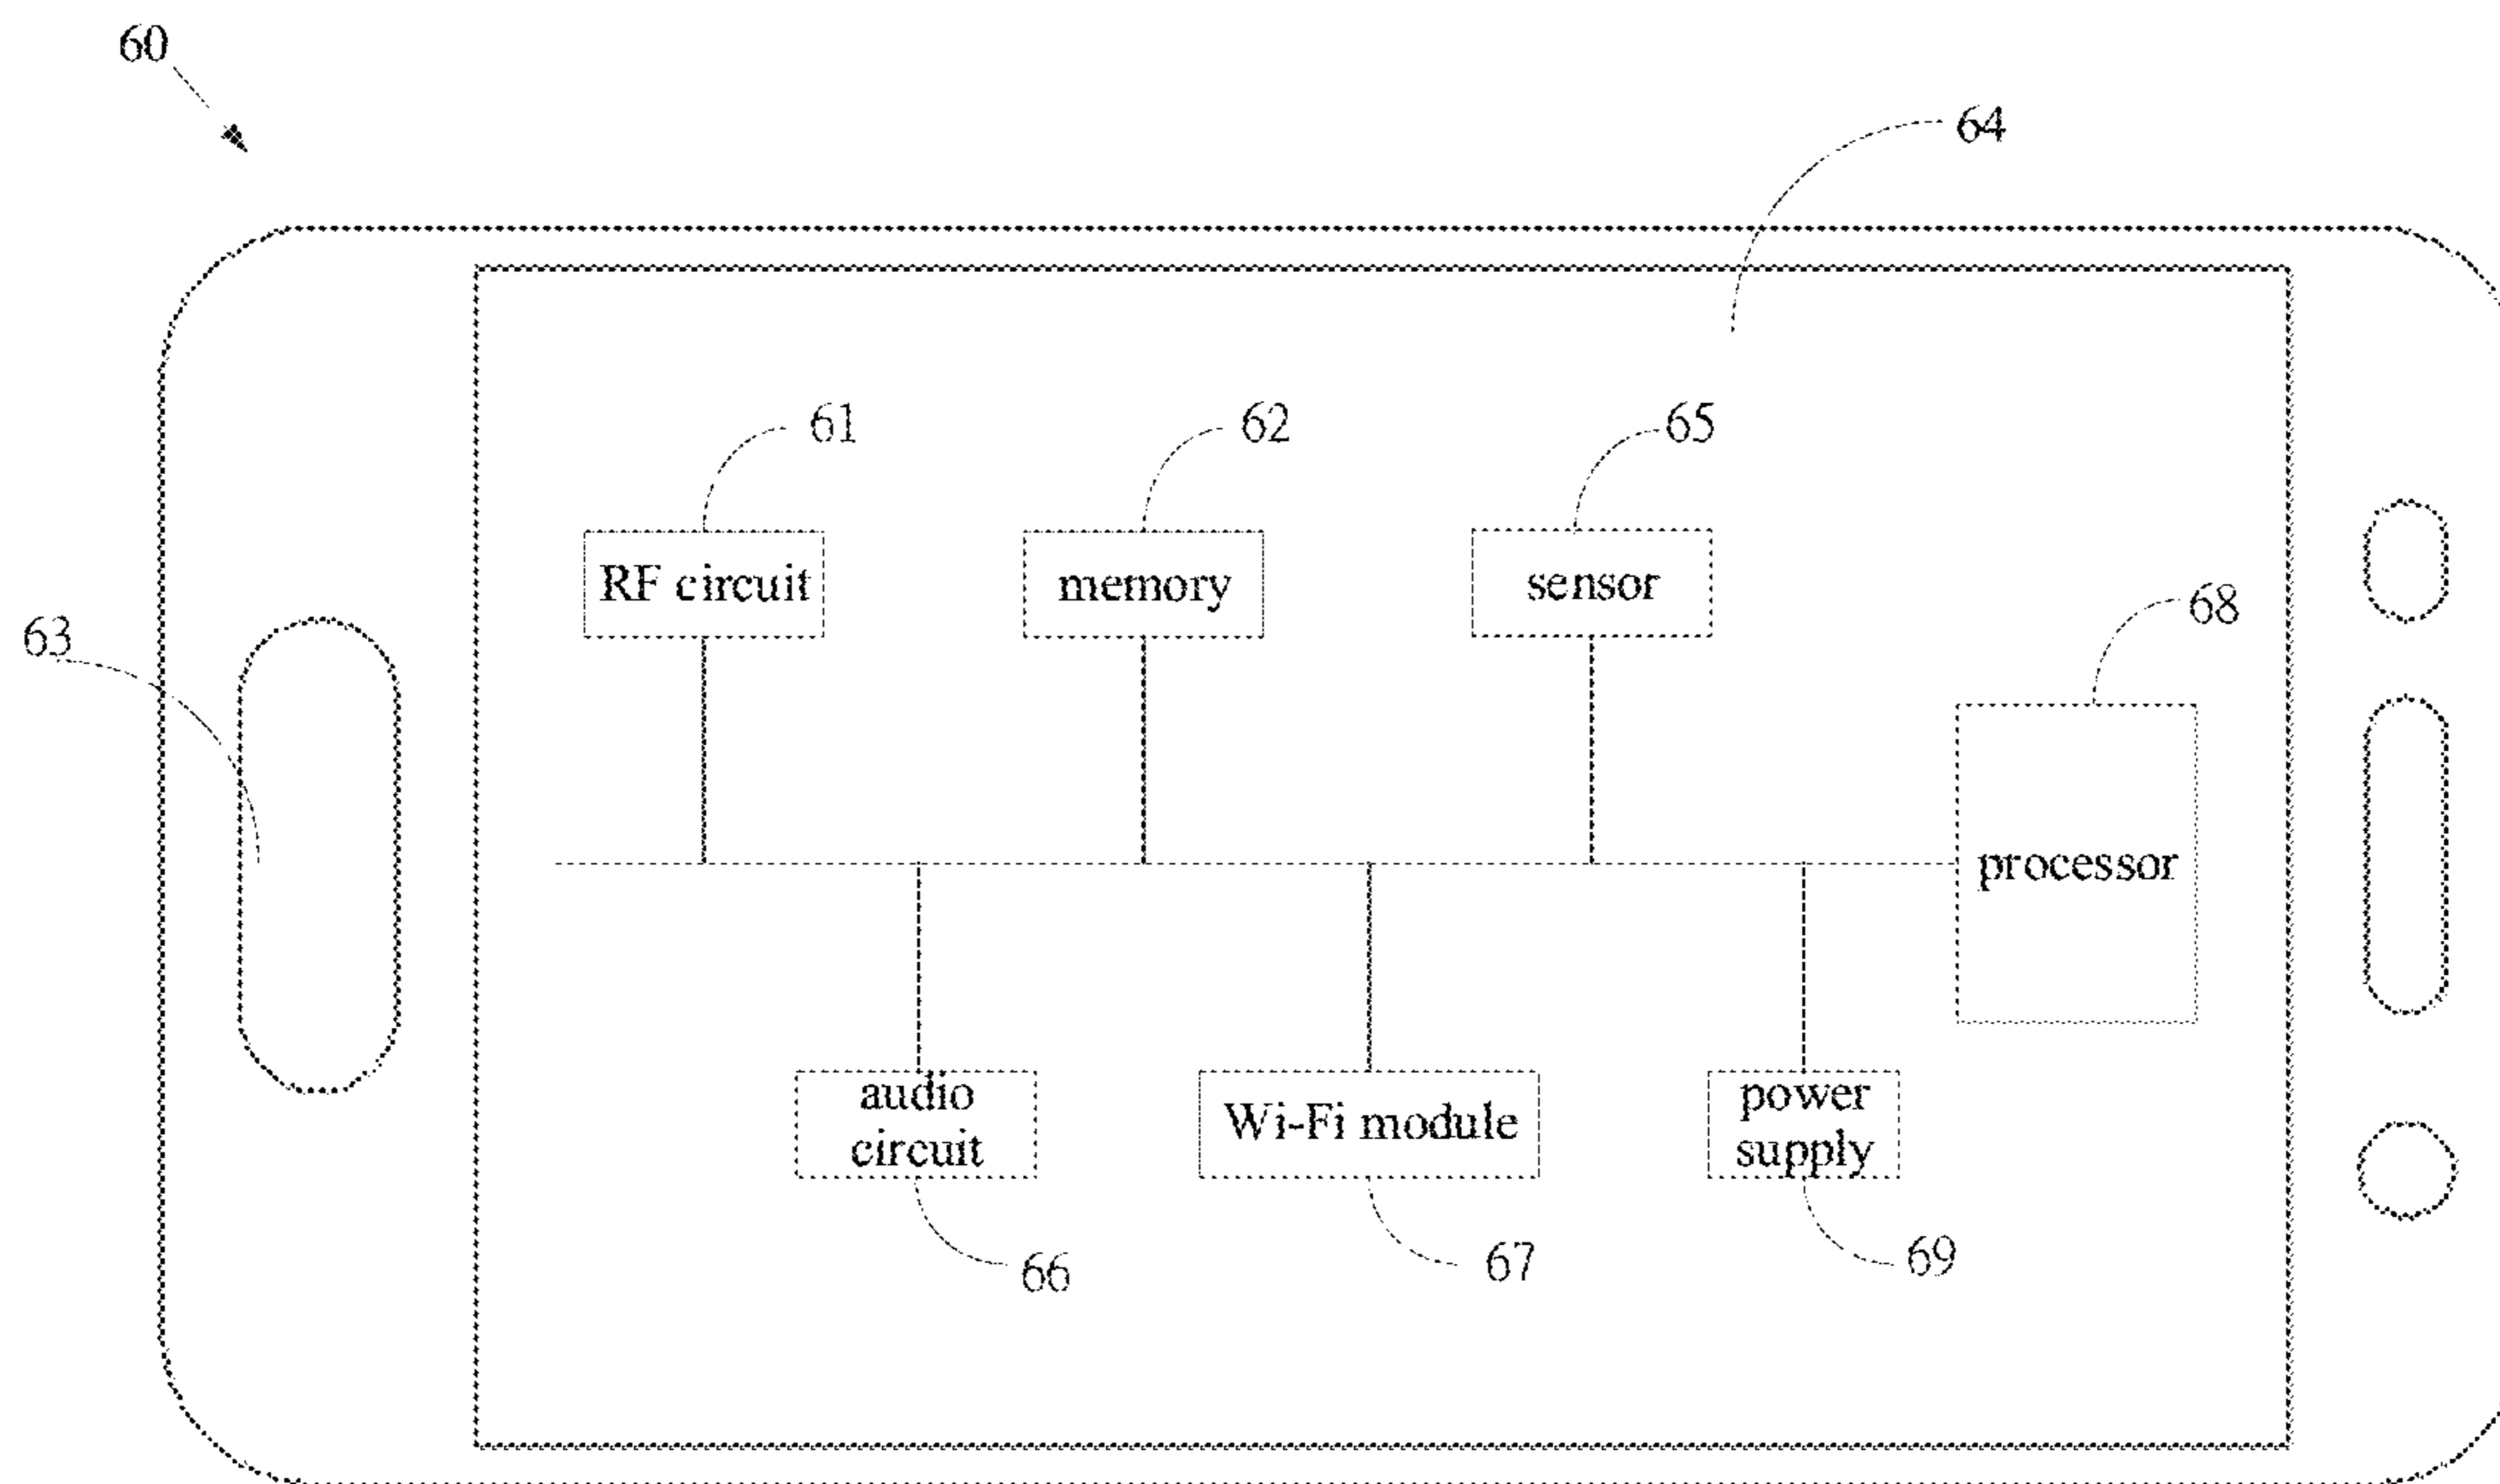 60
64
61
62
65
RF circuit
memory
sensor
63
68
processor
audio
circuit
Wi-Fi module
power
supply
66
67
69